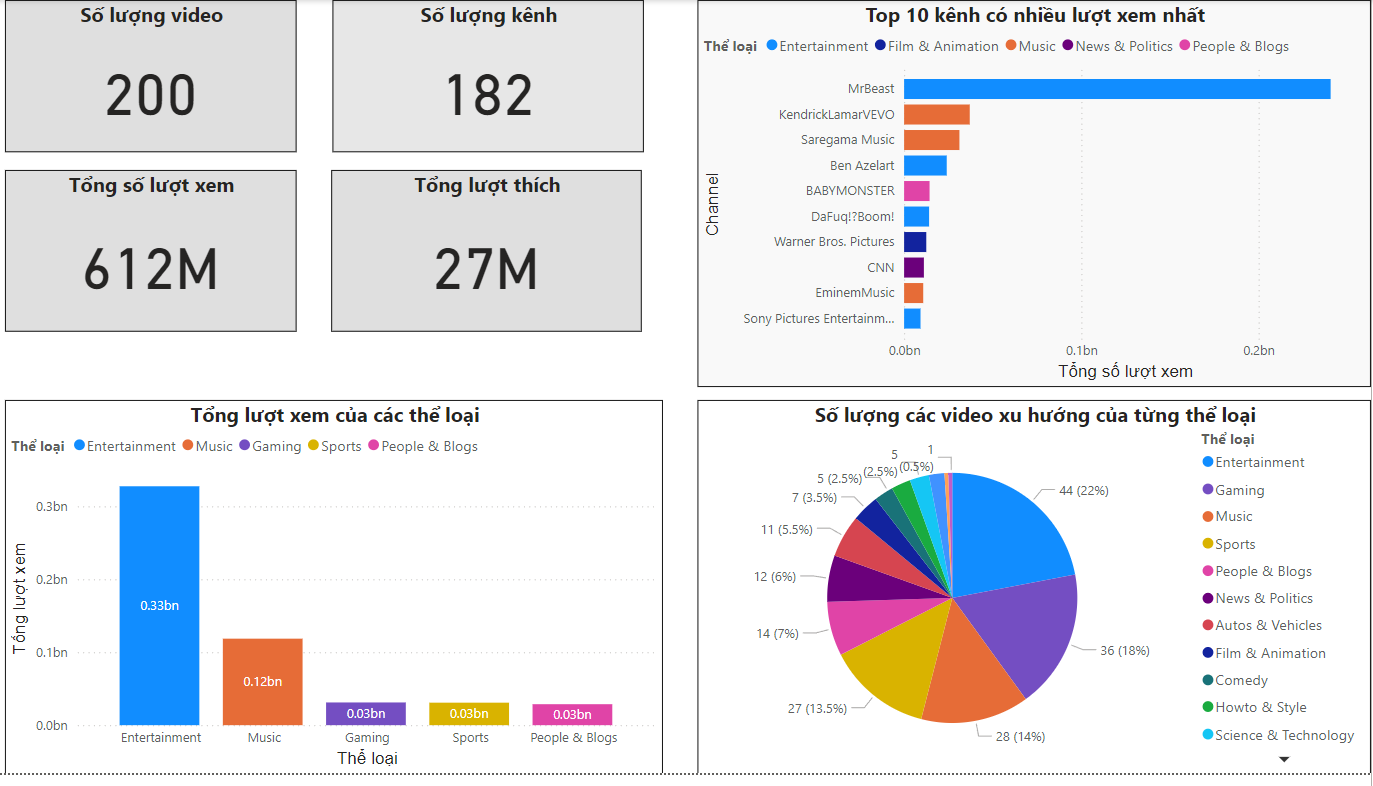 Số lượng video
200
Số lượng kênh
182
Tổng số lượt xem
612M
Tổng lượt thích
27M
Top 10 kênh có nhiều lượt xem nhất
Thể loại Entertainment Film & Animation Music News & Politics People & Blogs
Channel
MrBeast
KendrickLamarVEVO
Saregama Music
Ben Azelart
BABYMONSTER
DaFuq!?Boom!
Warner Bros. Pictures
CNN
EminemMusic
Sony Pictures Entertainm...
0.0bn 0.1bn 0.2bn
Tổng số lượt xem
Tổng lượt xem của các thể loại
Thể loại Entertainment Music Gaming Sports People & Blogs
Tổng lượt xem
0.3bn
0.2bn
0.1bn
0.0bn
0.33bn
0.12bn
0.03bn
0.03bn
0.03bn
Entertainment Music Gaming Sports People & Blogs
Thể loại
Số lượng các video xu hướng của từng thể loại
44 (22%)
36 (18%)
28 (14%)
27 (13.5%)
14 (7%)
12 (6%)
11 (5.5%)
7 (3.5%)
5 (2.5%)
5
(2.5%)
1
(0.5%)
Thể loại
Entertainment
Gaming
Music
Sports
People & Blogs
News & Politics
Autos & Vehicles
Film & Animation
Comedy
Howto & Style
Science & Technology